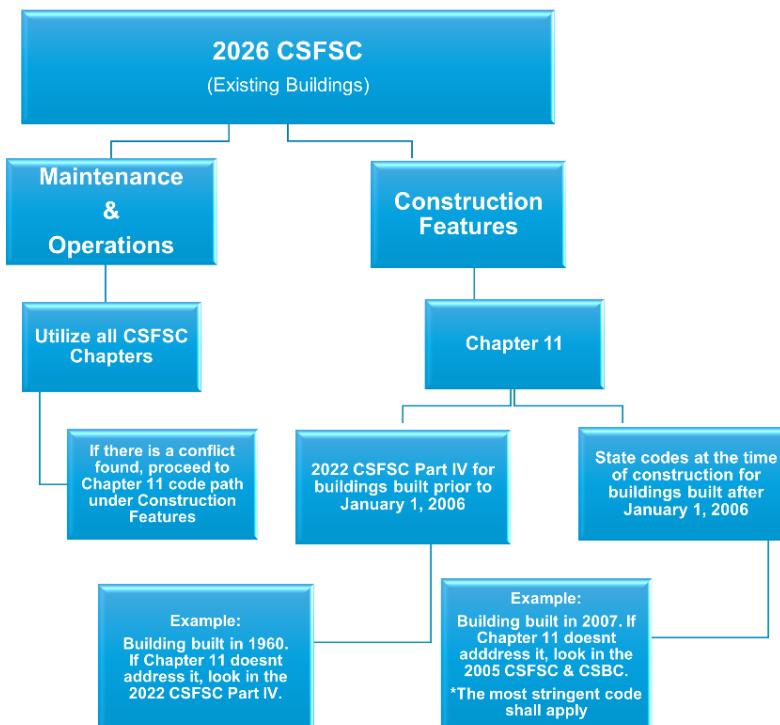 2026 CSFSC
(Existing Buildings)
Maintenance
&
Operations
Construction
Features
Utilize all CSFSC
Chapters
Chapter 11
If there is a conflict
found, proceed to
Chapter 11 code path
under Construction
Features
2022 CSFSC Part IV for
buildings built prior to
January 1, 2006
State codes at the time
of construction for
buildings built after
January 1, 2006
Example:
Building built in 1960.
If Chapter 11 doesnt
address it, look in the
2022 CSFSC Part IV.
Example:
Building built in 2007. If
Chapter 11 doesnt
adddress it, look in the
2005 CSFSC & CSBC.
*The most stringent code
shall apply